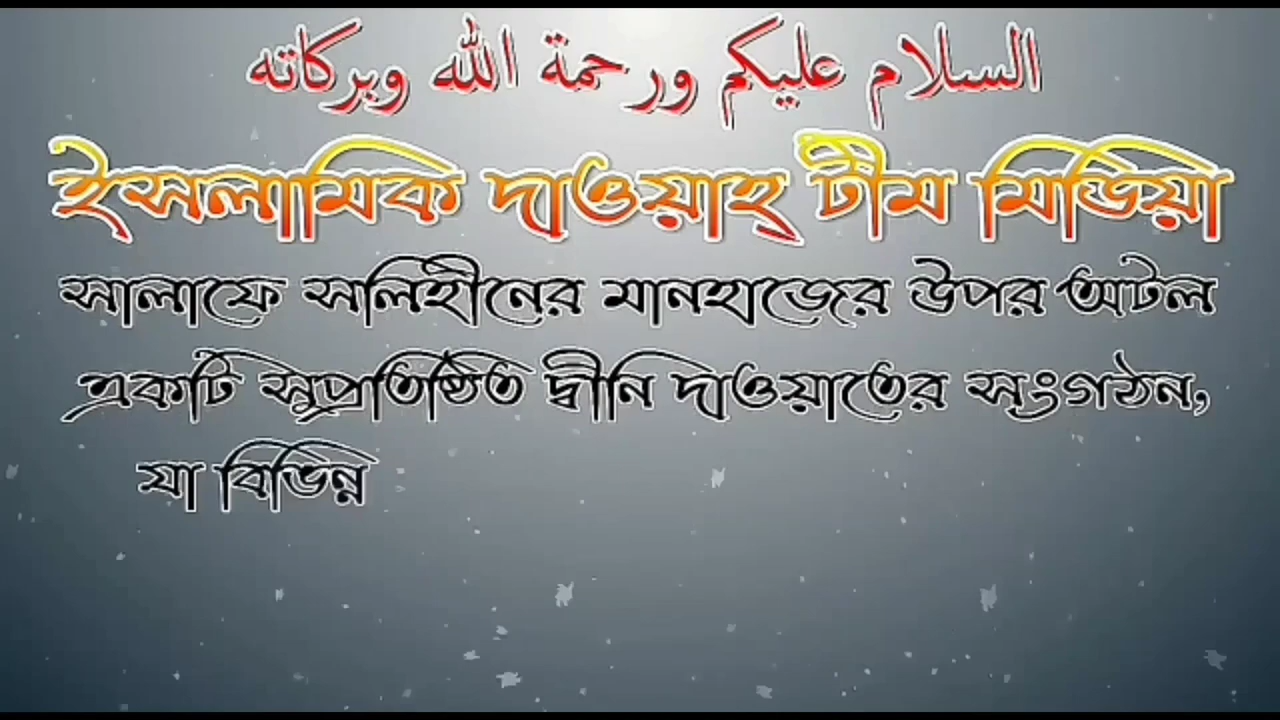 السلام عليكم ورحمة الله وبركاته
ইসলামিক দাওয়াহ্ টীম মিডিয়া
সালাফে সলিহীনের মানহাজের উপর অটল
একটি সুপ্রতিষ্ঠিত দ্বীনি দাওয়াতের সংগঠন,
যা বিভিন্ন